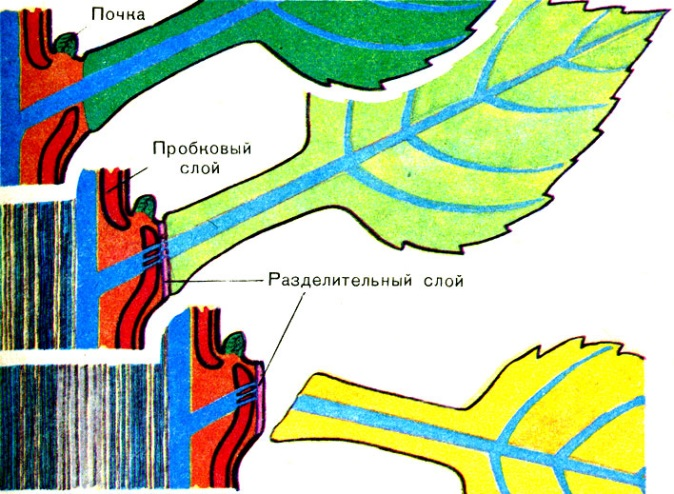 Почка
Пробковый
слой
Разделительный слой